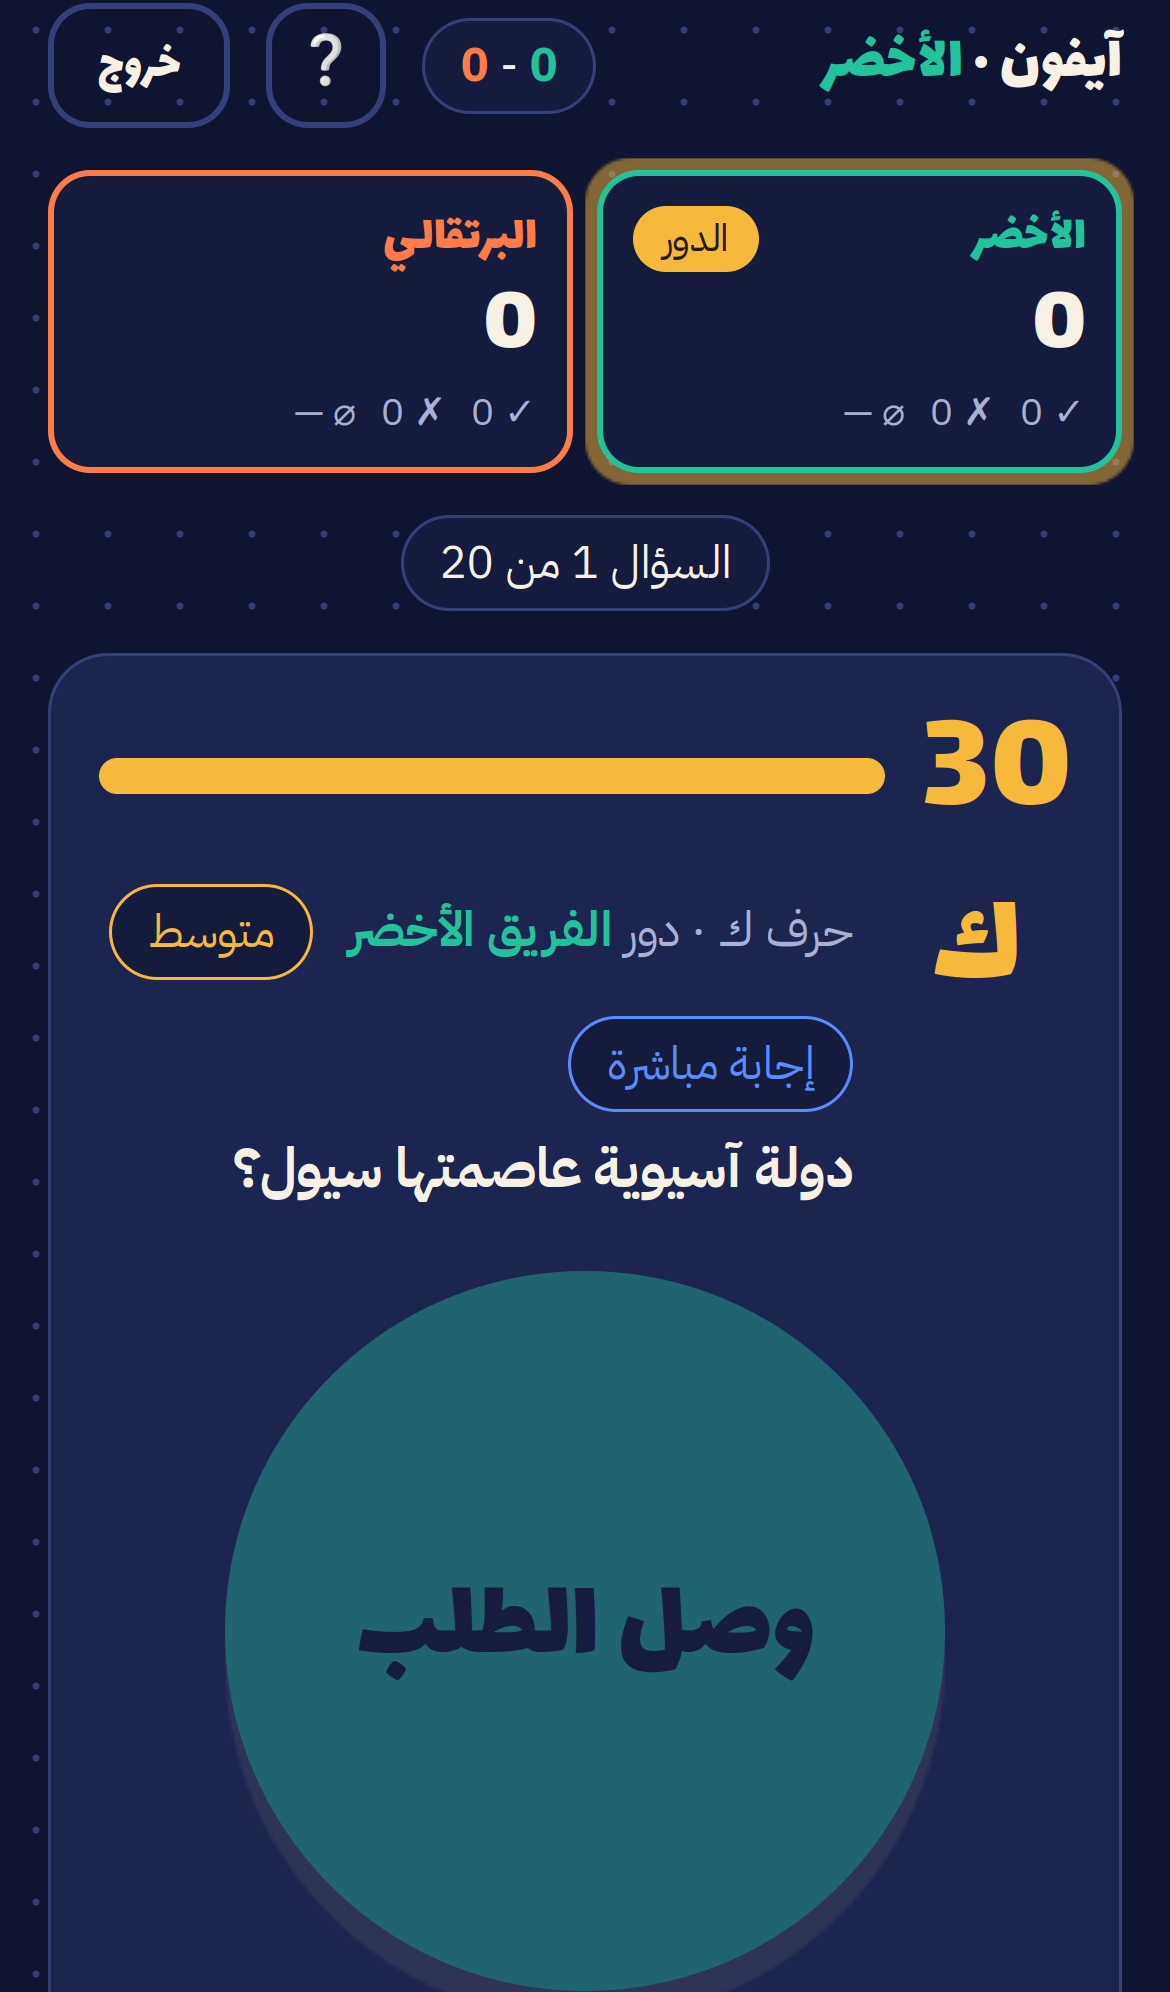 آيفون · الأخضر
0 - 0
?
خروج
الأخضر
الدور
0
✓ 0 ✗ 0 ⌀ —
البرتقالي
0
✓ 0 ✗ 0 ⌀ —
السؤال 1 من 20
30
ك
حرف ك · دور الفريق الأخضر
متوسط
إجابة مباشرة
دولة آسيوية عاصمتها سيول؟
وصل الطلب